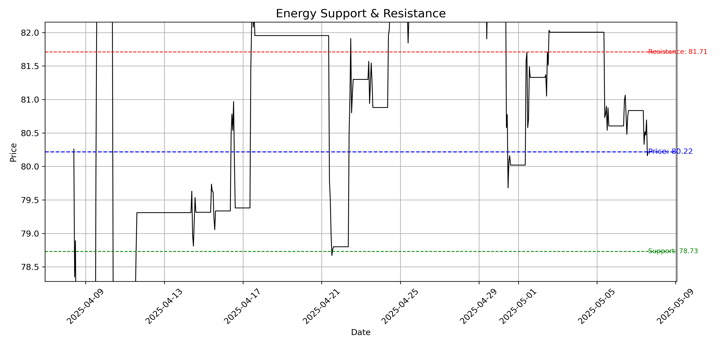 Energy Support & Resistance
82.0
81.5
81.0
80.5
80.0
79.5
79.0
78.5
Price
Resistance: 81.71
Price: 80.22
Support: 78.73
2025-04-09
2025-04-13
2025-04-17
2025-04-21
2025-04-25
2025-04-29
2025-05-01
2025-05-05
2025-05-09
Date